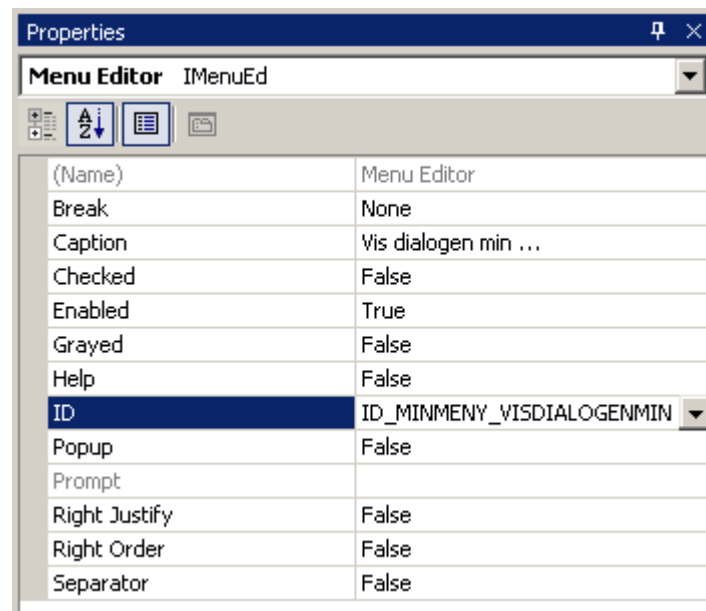 Properties
Menu Editor IMenuEd
(Name) Menu Editor
Break None
Caption Vis dialogen min ...
Checked False
Enabled True
Grayed False
Help False
ID ID_MINMENY_VISDIALOGENMIN
Popup False
Prompt
Right Justify False
Right Order False
Separator False